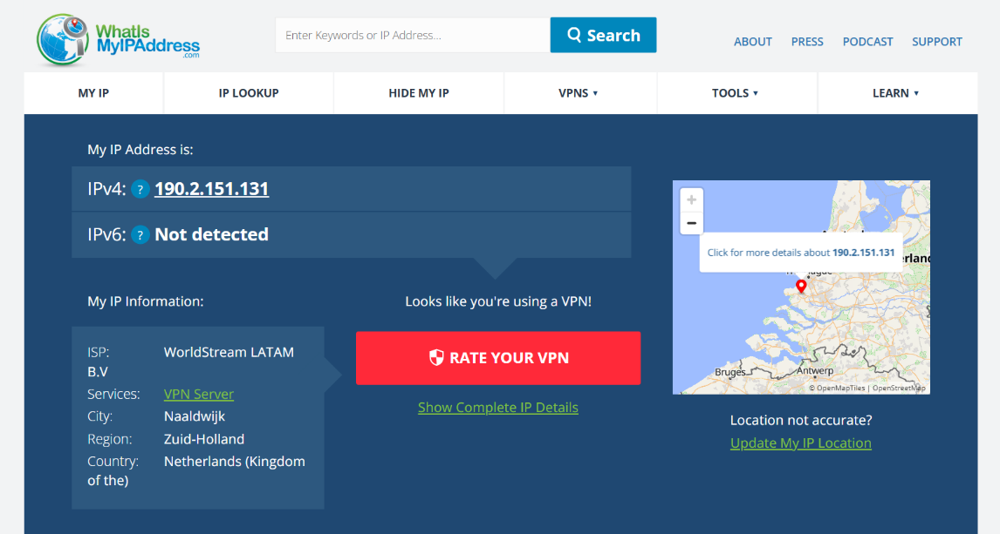 WhatIs
MyIPAddress
.com
Enter Keywords or IP Address...
Search
ABOUT
PRESS
PODCAST
SUPPORT
MY IP
IP LOOKUP
HIDE MY IP
VPNS ▾
TOOLS ▾
LEARN ▾
My IP Address is:
IPv4: ? 190.2.151.131
IPv6: ? Not detected
My IP Information:
ISP: WorldStream LATAM
B.V
Services: VPN Server
City: Naaldwijk
Region: Zuid-Holland
Country: Netherlands (Kingdom
of the)
Looks like you're using a VPN!
RATE YOUR VPN
Show Complete IP Details
+
−
Click for more details about 190.2.151.131
Bruges
Antwerp
© OpenMapTiles | OpenStreetMap
Location not accurate?
Update My IP Location